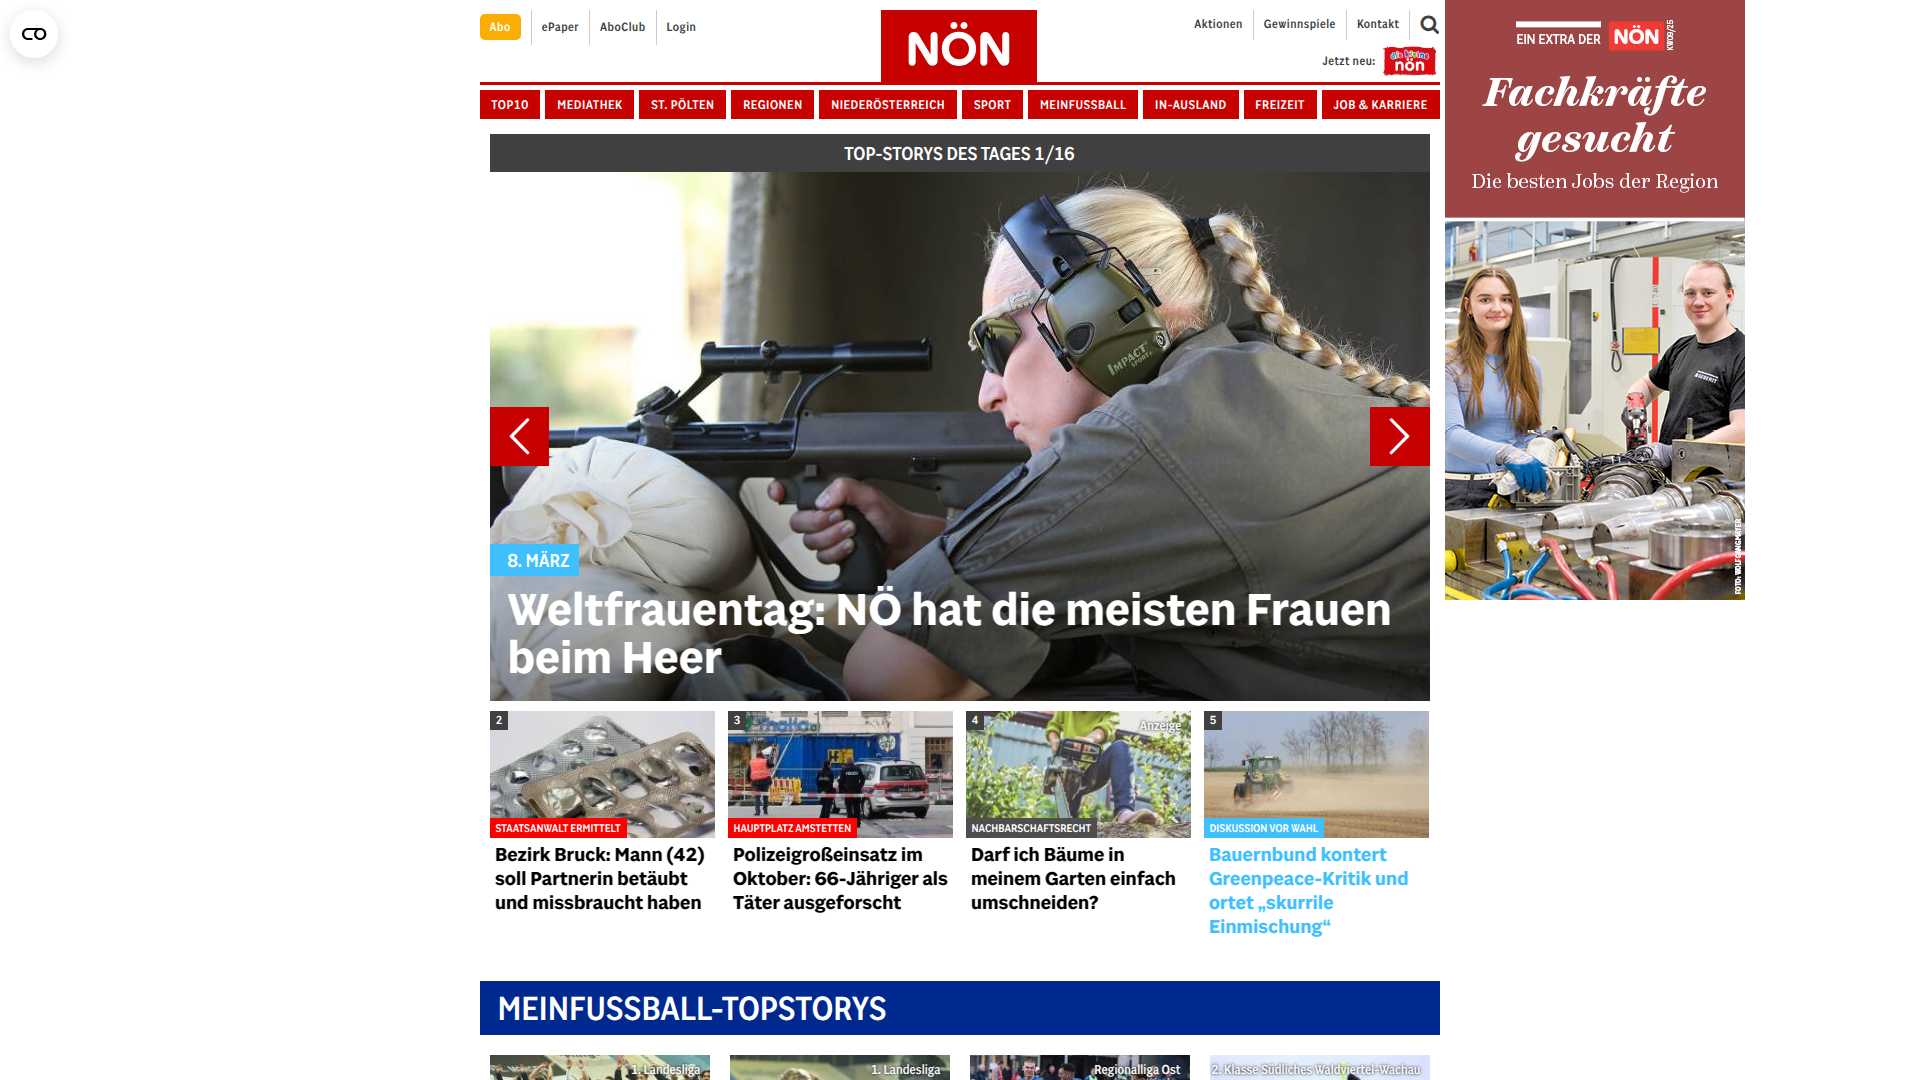 Abo
ePaper
AboClub
Login
NÖN
Aktionen
Gewinnspiele
Kontakt
Jetzt neu:
die kleine
nön
TOP10
MEDIATHEK
ST. PÖLTEN
REGIONEN
NIEDERÖSTERREICH
SPORT
MEINFUSSBALL
IN-AUSLAND
FREIZEIT
JOB & KARRIERE
EIN EXTRA DER NÖN
KW09/25
Fachkräfte
gesucht
Die besten Jobs der Region
FOTO: WOLFGANG MAYER
TOP-STORYS DES TAGES 1/16
IMPACT
SPORT
8. MÄRZ
Weltfrauentag: NÖ hat die meisten Frauen
beim Heer
2
STAATSANWALT ERMITTELT
Bezirk Bruck: Mann (42)
soll Partnerin betäubt
und missbraucht haben
3
HAUPTPLATZ AMSTETTEN
Polizeigroßeinsatz im
Oktober: 66-Jähriger als
Täter ausgeforscht
4
Anzeige
NACHBARSCHAFTSRECHT
Darf ich Bäume in
meinem Garten einfach
umschneiden?
5
DISKUSSION VOR WAHL
Bauernbund kontert
Greenpeace-Kritik und
ortet „skurrile
Einmischung“
MEINFUSSBALL-TOPSTORYS
1. Landesliga
1. Landesliga
Regionalliga Ost
2. Klasse Südliches Waldviertel-Wachau